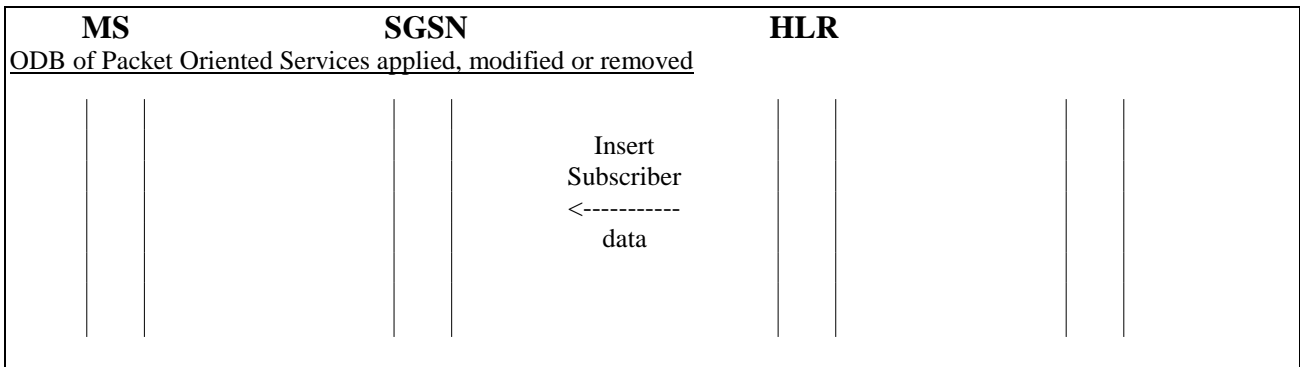 MS SGSN HLR
ODB of Packet Oriented Services applied, modified or removed
Insert
Subscriber
<-----------
data